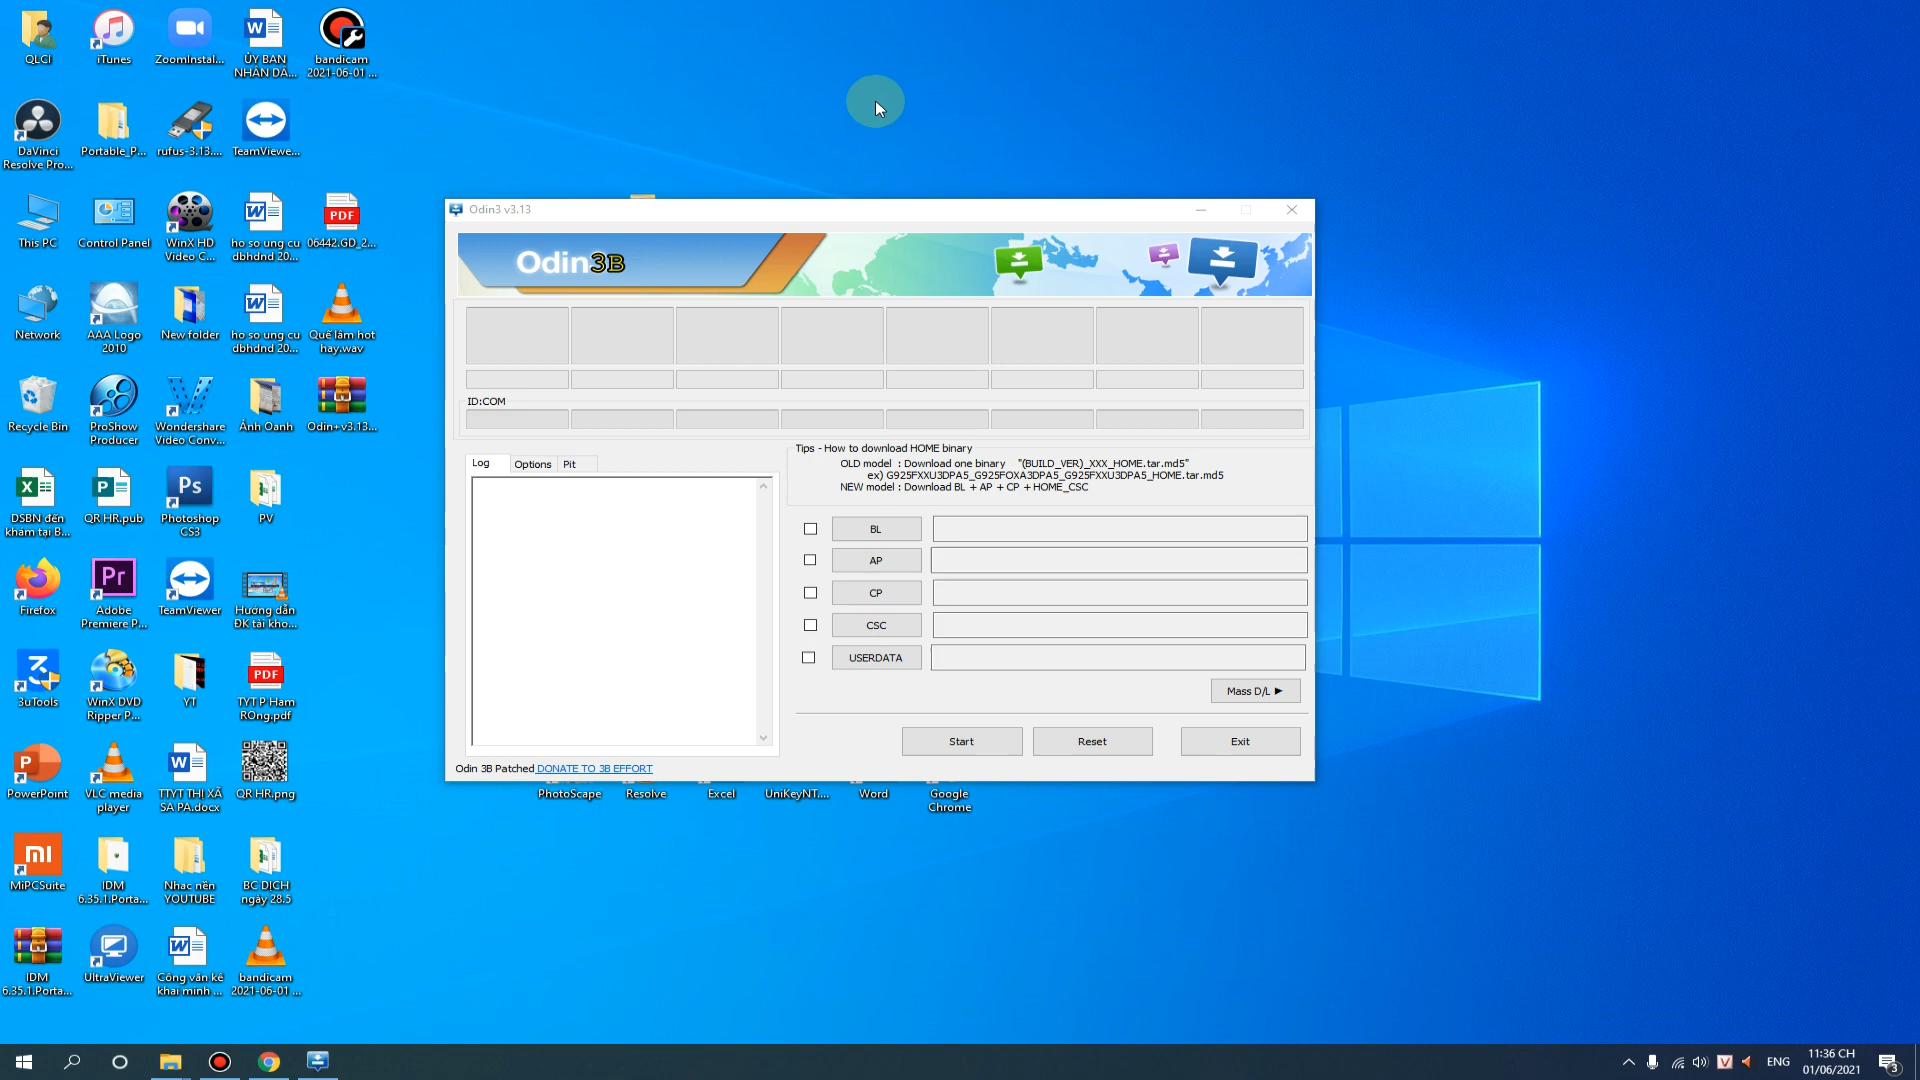 QLCI
iTunes
ZoomInstal...
ỦY BAN
NHÂN DÂ...
bandicam
2021-06-01 ...
DaVinci
Resolve Pro...
Portable_P...
rufus-3.13....
TeamViewe...
This PC
Control Panel
WinX HD
Video C...
ho so ung cu
dbhdnd 20...
PDF
06442.GD_2...
Network
AAA Logo
2010
New folder
ho so ung cu
dbhdnd 20...
Quế lâm hot
hay.wav
Recycle Bin
ProShow
Producer
Wondershare
Video Conv...
Ảnh Oanh
Odin+v3.13...
DSBN đến
khám tại B...
QR HR.pub
Ps
Photoshop
CS3
PV
Firefox
Pr
Adobe
Premiere P...
TeamViewer
Hướng dẫn
ĐK tài kho...
3uTools
WinX DVD
Ripper P...
YT
PDF
TYT P Ham
ROng.pdf
PowerPoint
VLC media
player
TTYT THỊ XÃ
SA PA.docx
QR HR.png
MiPCSuite
IDM
6.35.1.Porta...
Nhac nền
YOUTUBE
BC DICH
ngày 28.5
IDM
6.35.1.Porta...
UltraViewer
Công văn kê
khai minh ...
bandicam
2021-06-01 ...
Odin3 v3.13
Odin3B
ID:COM
Log
Options
Pit
Tips - How to download HOME binary
OLD model : Download one binary "(BUILD_VER)_XXX_HOME.tar.md5"
ex) G925FXXU3DPA5_G925FOXA3DPA5_G925FXXU3DPA5_HOME.tar.md5
NEW model : Download BL + AP + CP + HOME_CSC
BL
AP
CP
CSC
USERDATA
Mass D/L ►
Start
Reset
Exit
Odin 3B Patched DONATE TO 3B EFFORT
PhotoScape
Resolve
Excel
UniKeyNT....
Word
Google
Chrome
V
ENG
11:36 CH
01/06/2021
3